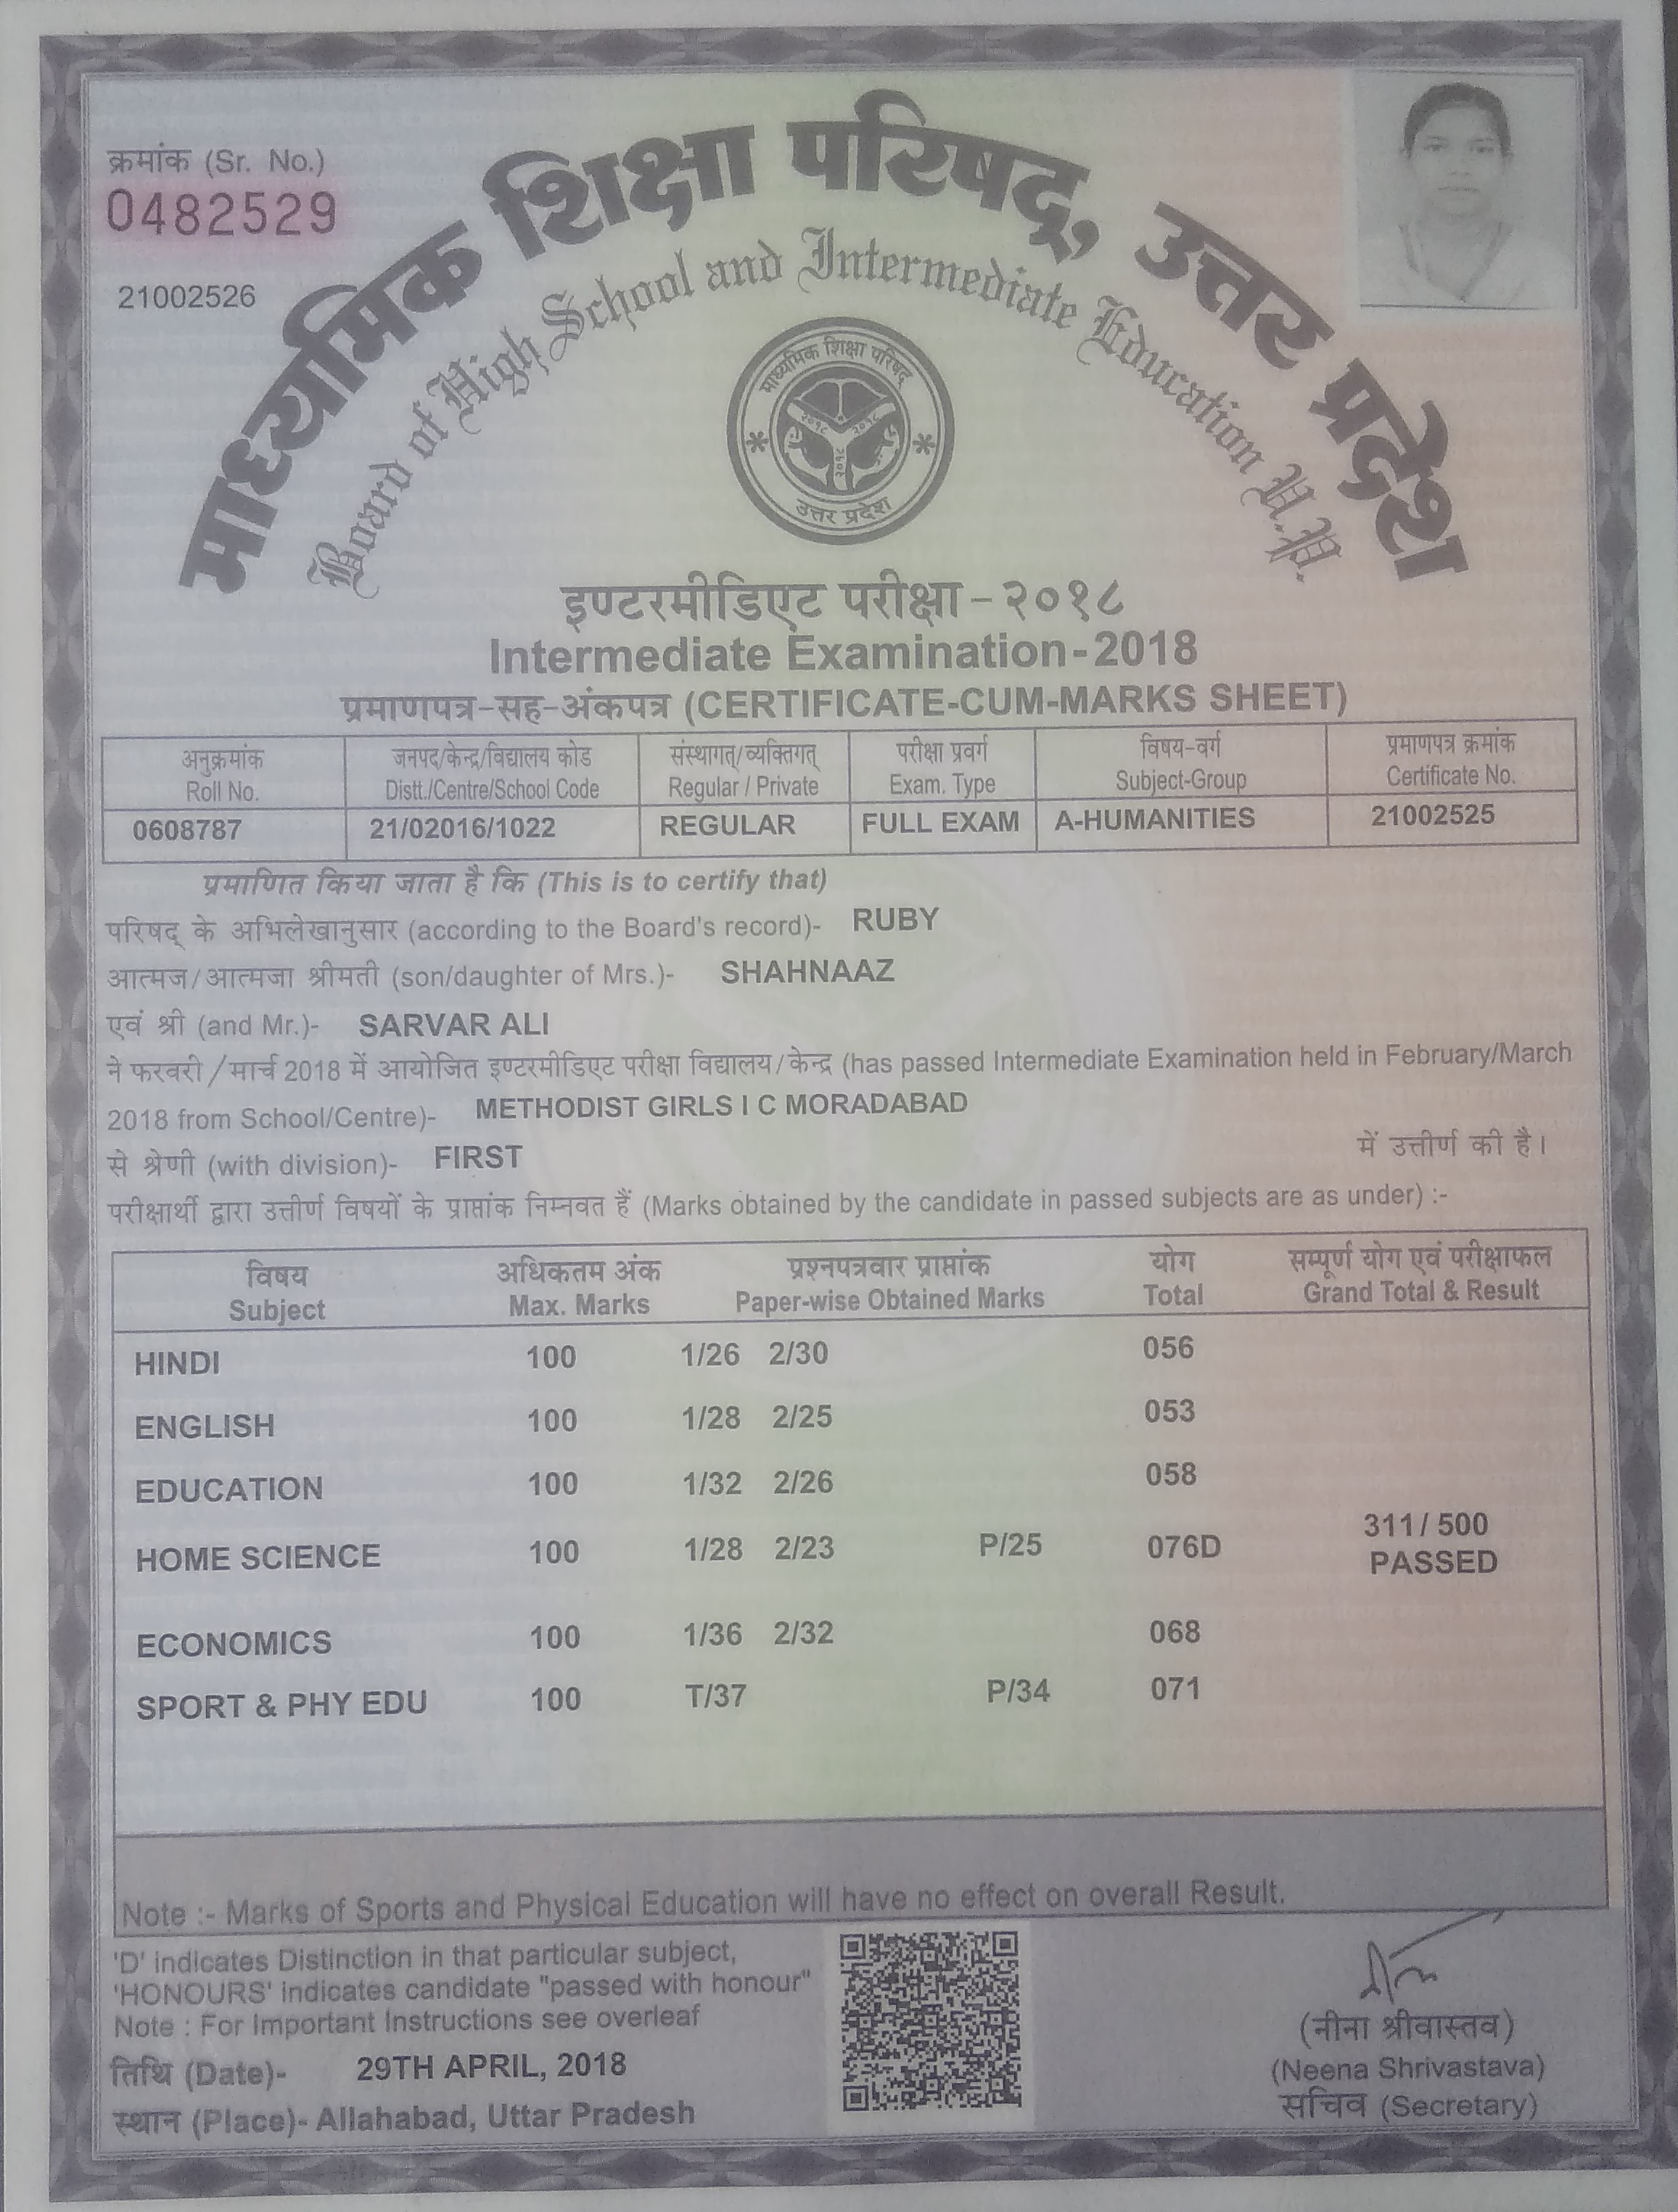 क्रमांक (Sr. No.)
0482529
21002526
माध्यमिक शिक्षा परिषद्, उत्तर प्रदेश
Board of High School and Intermediate Education U.P.
माध्यमिक शिक्षा परिषद्
२०१८ २०१८
२०१८
उत्तर प्रदेश
इण्टरमीडिएट परीक्षा-२०१८
Intermediate Examination-2018
प्रमाणपत्र-सह-अंकपत्र (CERTIFICATE-CUM-MARKS SHEET)
अनुक्रमांक जनपद/केन्द्र/विद्यालय कोड संस्थागत्/व्यक्तिगत् परीक्षा प्रवर्ग विषय-वर्ग प्रमाणपत्र क्रमांक
Roll No. Distt./Centre/School Code Regular / Private Exam. Type Subject-Group Certificate No.
0608787 21/02016/1022 REGULAR FULL EXAM A-HUMANITIES 21002525
प्रमाणित किया जाता है कि (This is to certify that)
परिषद् के अभिलेखानुसार (according to the Board's record)- RUBY
आत्मज/आत्मजा श्रीमती (son/daughter of Mrs.)- SHAHNAAZ
एवं श्री (and Mr.)- SARVAR ALI
ने फरवरी/मार्च 2018 में आयोजित इण्टरमीडिएट परीक्षा विद्यालय/केन्द्र (has passed Intermediate Examination held in February/March
2018 from School/Centre)- METHODIST GIRLS I C MORADABAD
से श्रेणी (with division)- FIRST में उत्तीर्ण की है।
परीक्षार्थी द्वारा उत्तीर्ण विषयों के प्राप्तांक निम्नवत हैं (Marks obtained by the candidate in passed subjects are as under) :-
विषय अधिकतम अंक प्रश्नपत्रवार प्राप्तांक योग सम्पूर्ण योग एवं परीक्षाफल
Subject Max. Marks Paper-wise Obtained Marks Total Grand Total & Result
HINDI 100 1/26 2/30 056
ENGLISH 100 1/28 2/25 053
EDUCATION 100 1/32 2/26 058
HOME SCIENCE 100 1/28 2/23 P/25 076D 311/ 500
PASSED
ECONOMICS 100 1/36 2/32 068
SPORT & PHY EDU 100 T/37 P/34 071
Note :- Marks of Sports and Physical Education will have no effect on overall Result.
'D' indicates Distinction in that particular subject,
'HONOURS' indicates candidate "passed with honour"
Note : For Important Instructions see overleaf
तिथि (Date)- 29TH APRIL, 2018
स्थान (Place)- Allahabad, Uttar Pradesh
(नीना श्रीवास्तव)
(Neena Shrivastava)
सचिव (Secretary)